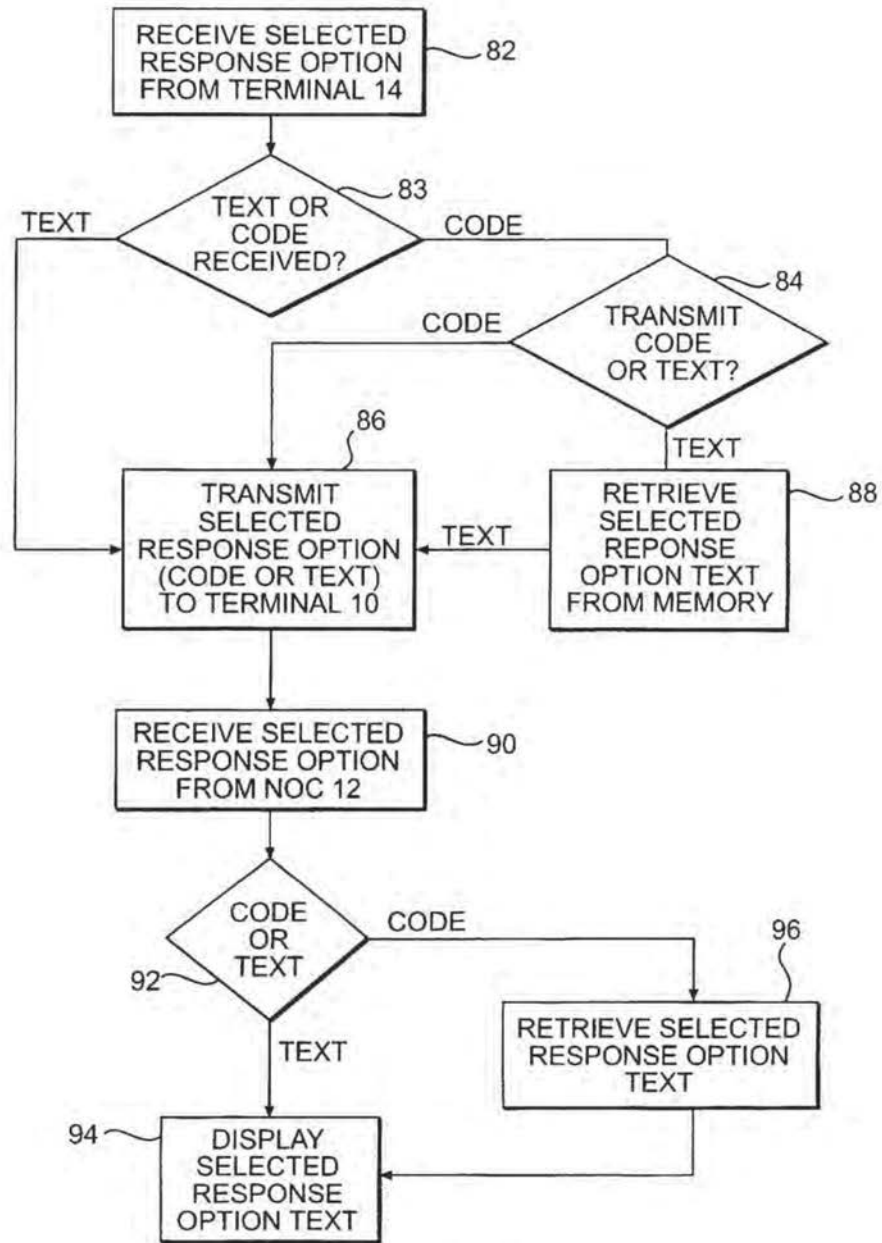 RECEIVE SELECTED
RESPONSE OPTION
FROM TERMINAL 14
82
83
TEXT
TEXT OR
CODE
RECEIVED?
CODE
84
CODE
TRANSMIT
CODE
OR TEXT?
86
TEXT
TRANSMIT
SELECTED
RESPONSE OPTION
(CODE OR TEXT)
TO TERMINAL 10
TEXT
RETRIEVE
SELECTED
REPONSE
OPTION TEXT
FROM MEMORY
88
RECEIVE SELECTED
RESPONSE OPTION
FROM NOC 12
90
CODE
OR
TEXT
CODE
92
96
TEXT
RETRIEVE SELECTED
RESPONSE OPTION
TEXT
94
DISPLAY
SELECTED
RESPONSE
OPTION TEXT